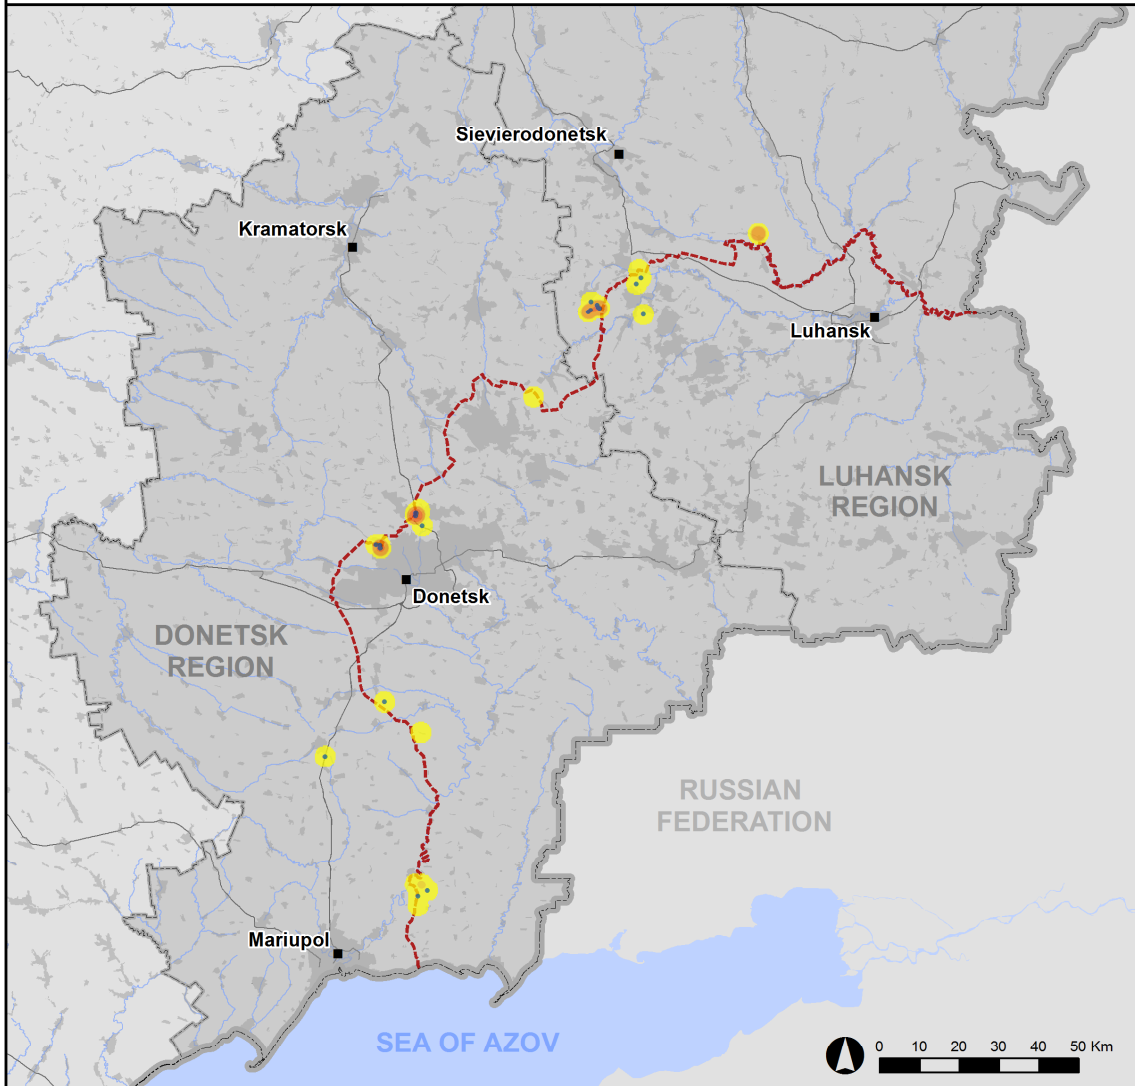 Sievierodonetsk
Kramatorsk
Luhansk
LUHANSK
REGION
Donetsk
DONETSK
REGION
RUSSIAN
FEDERATION
Mariupol
SEA OF AZOV
0 10 20 30 40 50 Km